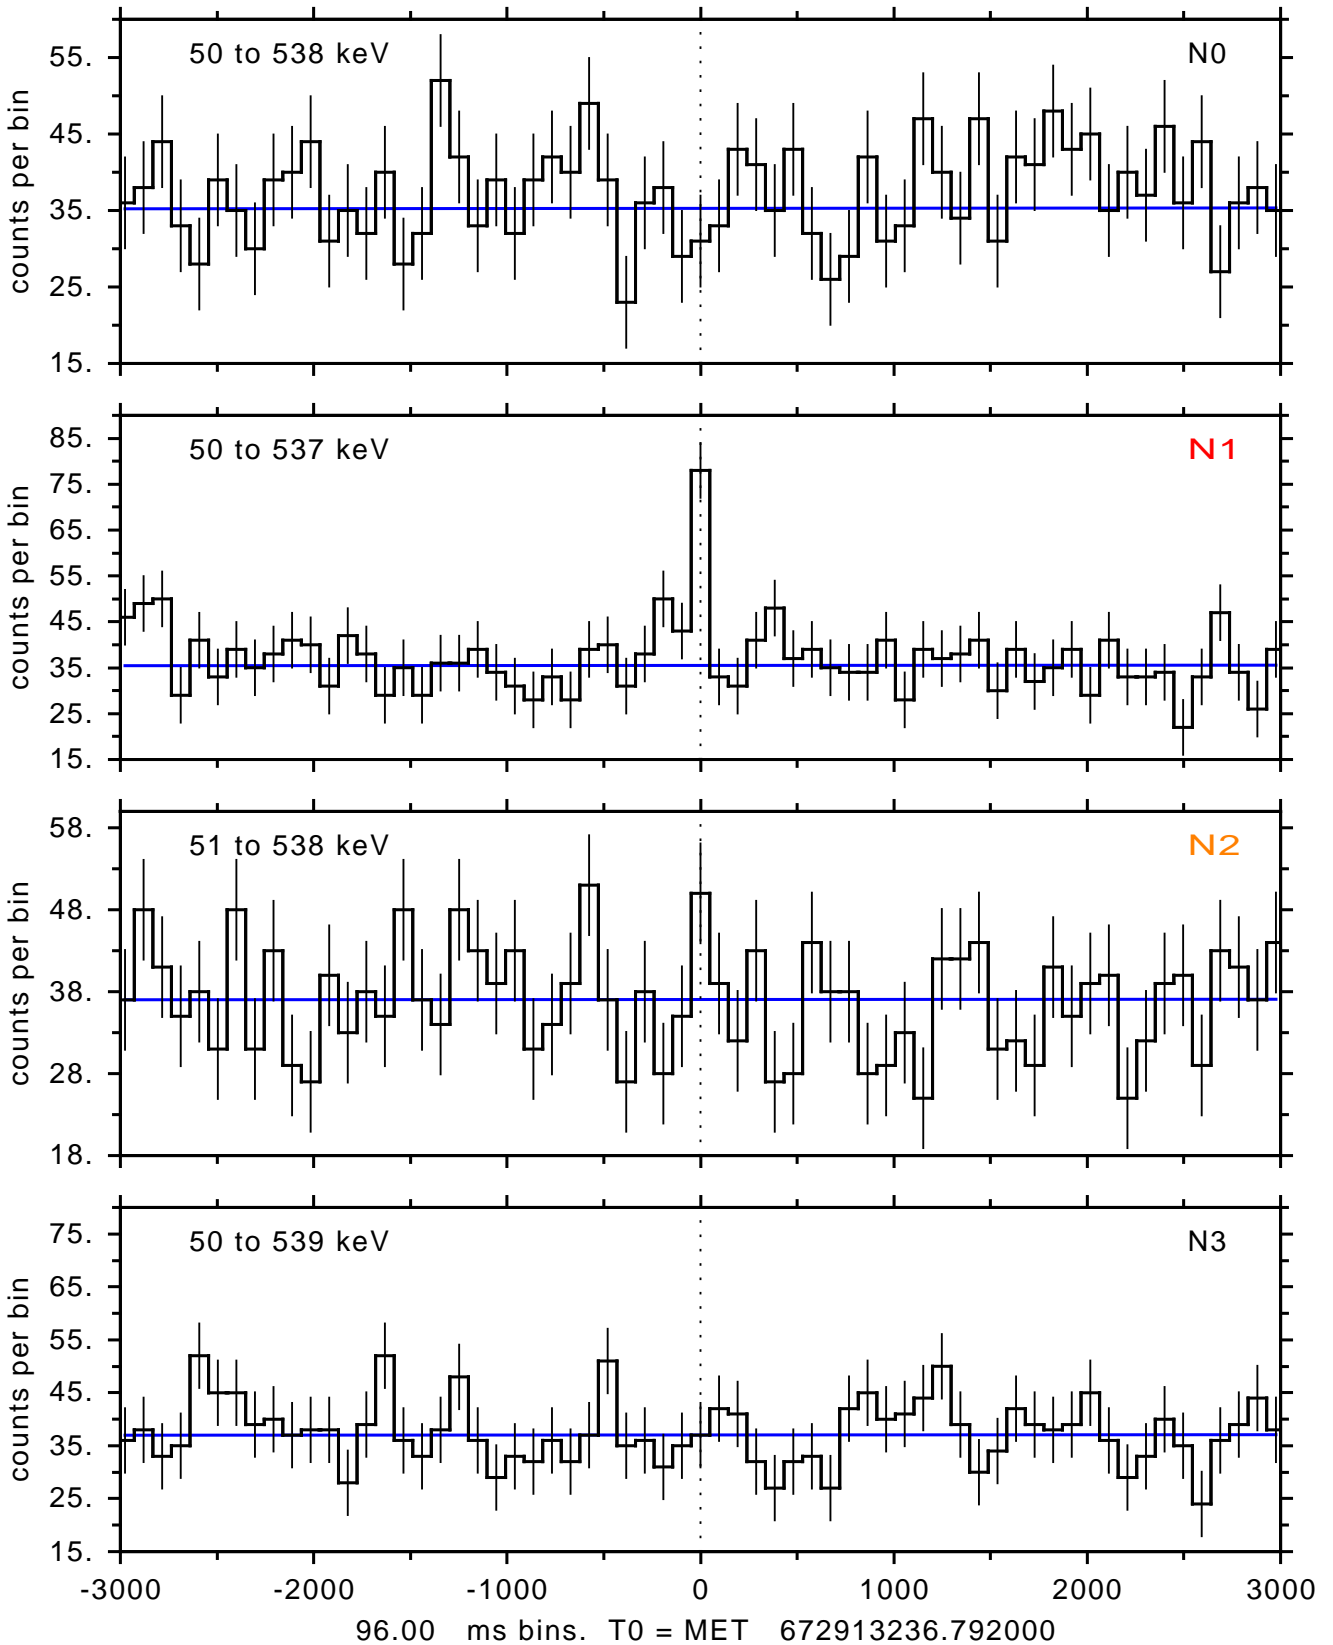 50 to 538 keV N0
55.
45.
35.
25.
15.
counts per bin
50 to 537 keV N1
85.
75.
65.
55.
45.
35.
25.
15.
counts per bin
51 to 538 keV N2
58.
48.
38.
28.
18.
counts per bin
50 to 539 keV N3
75.
65.
55.
45.
35.
25.
15.
counts per bin
-3000 -2000 -1000 0 1000 2000 3000
96.00 ms bins. T0 = MET 672913236.792000